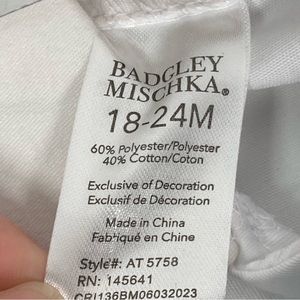 BADGLEY
MISCHKA®
18-24M
60% Polyester/Polyester
40% Cotton/Coton
Exclusive of Decoration
Exclusif de Décoration
Made in China
Fabriqué en Chine
Style#: AT 5758
RN: 145641
CRI136BM06032023